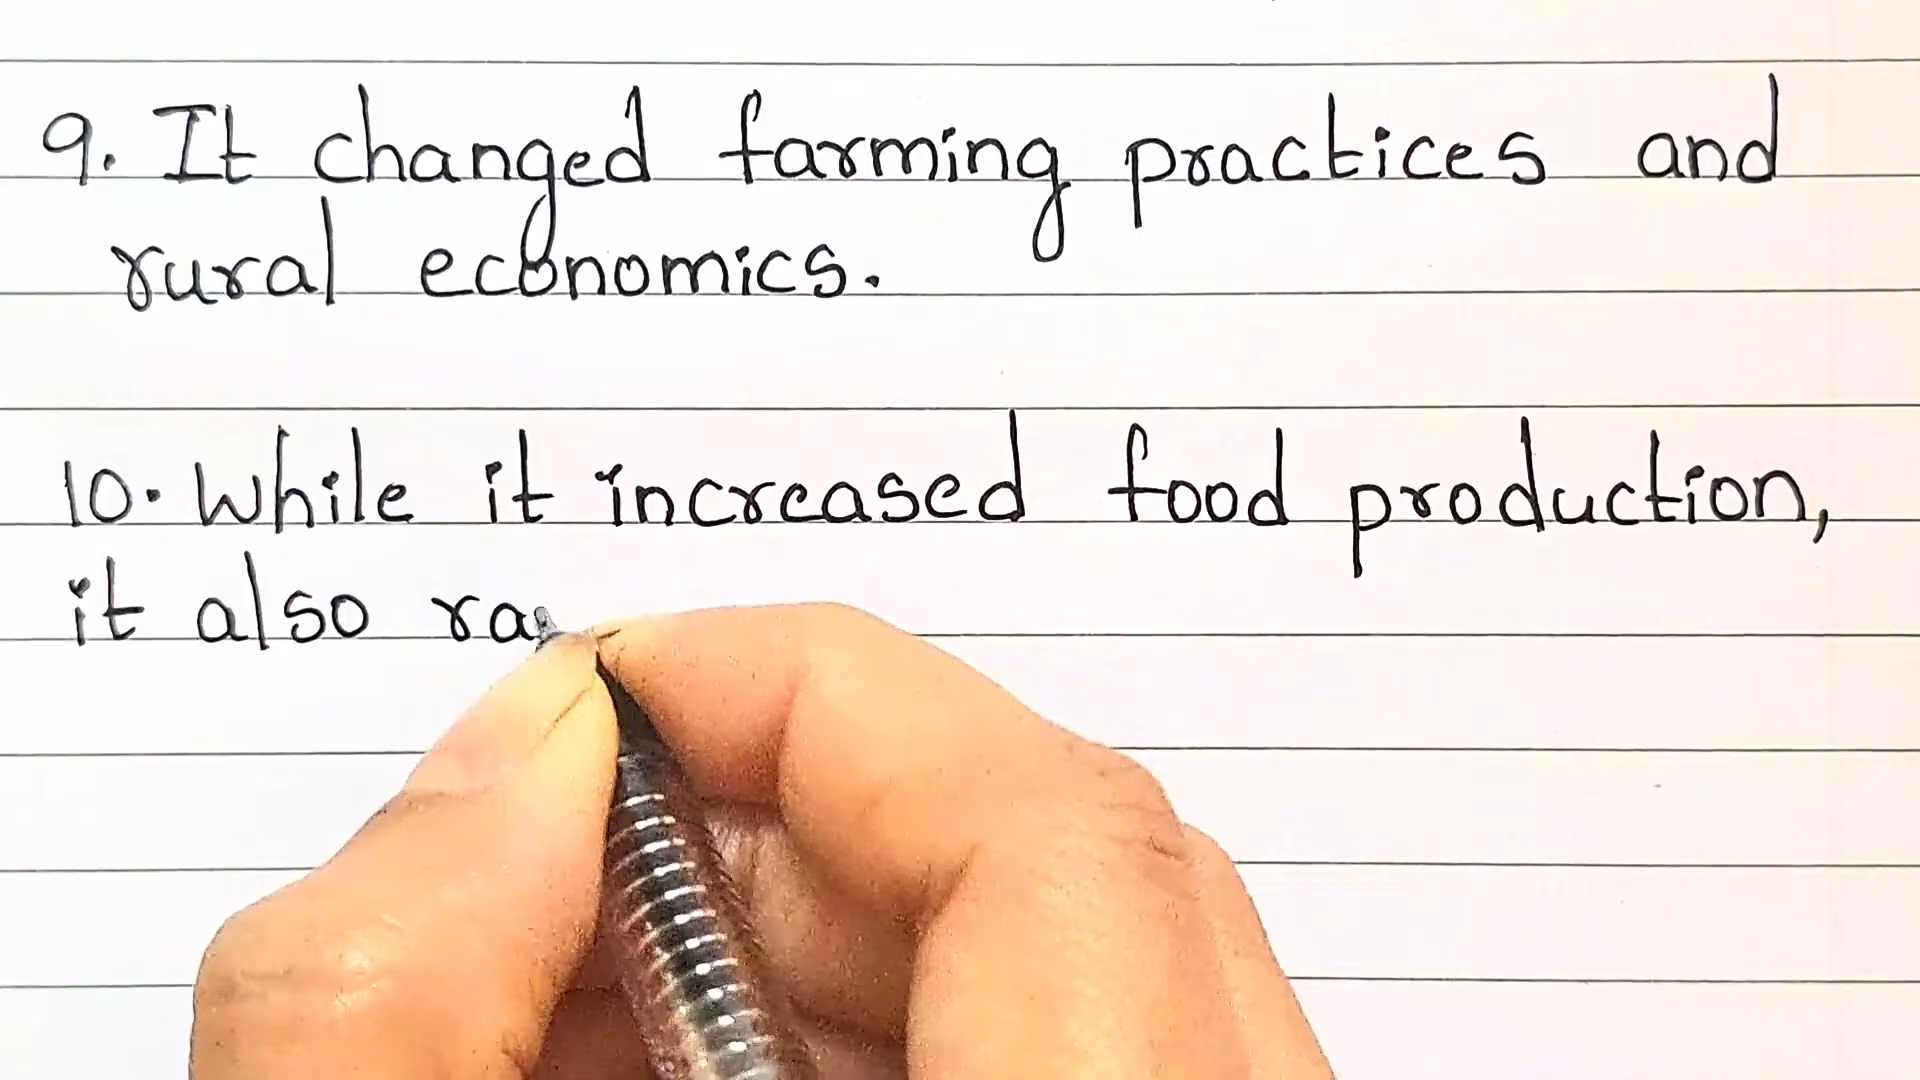 9. It changed farming practices and
rural economics.
10. While it increased food production,
it also